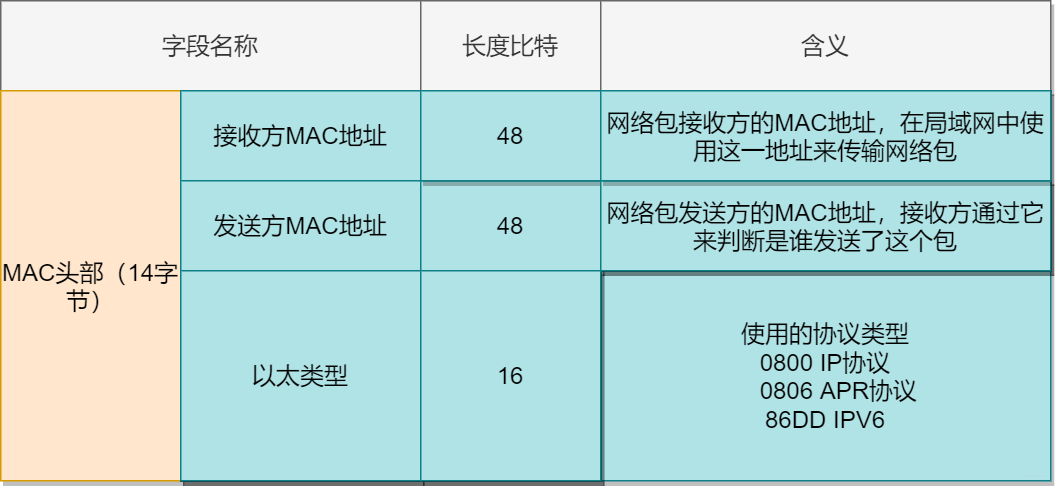 字段名称
长度比特
含义
MAC头部（14字
节）
接收方MAC地址
48
网络包接收方的MAC地址，在局域网中使
用这一地址来传输网络包
发送方MAC地址
48
网络包发送方的MAC地址，接收方通过它
来判断是谁发送了这个包
以太类型
16
使用的协议类型
0800 IP协议
0806 APR协议
86DD IPV6